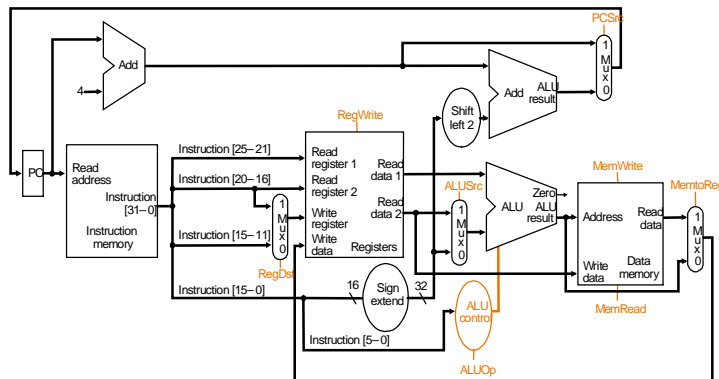 PCSrc
Add
4
1
M
u
x
0
Add
ALU
result
Shift
left 2
RegWrite
PC
Read
address
Instruction
[31–0]
Instruction
memory
Instruction [25–21]
Instruction [20–16]
Instruction [15–11]
Instruction [15–0]
1
M
u
x
0
RegDst
Read
register 1
Read
register 2
Write
register
Write
data
Read
data 1
Read
data 2
Registers
ALUSrc
1
M
u
x
0
Zero
ALU
ALU
result
MemWrite
Address
Read
data
Write
data
Data
memory
MemRead
MemtoReg
1
M
u
x
0
16
Sign
extend
32
Instruction [5–0]
ALU
control
ALUOp